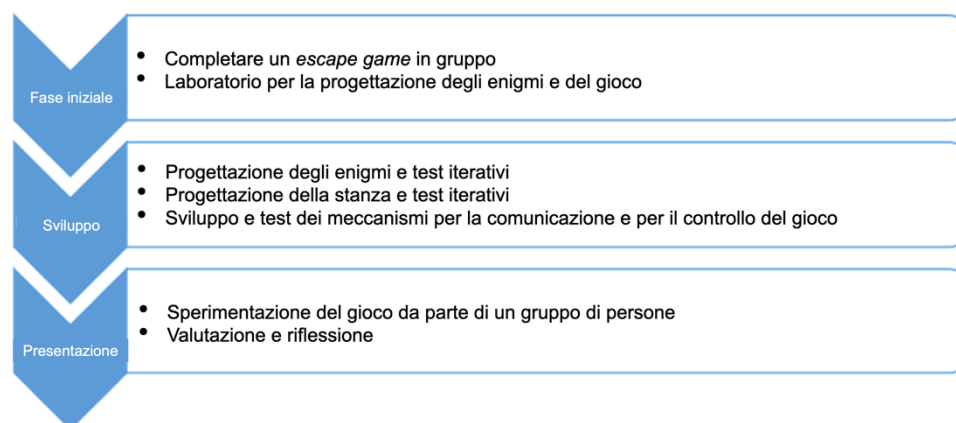 Fase iniziale
• Completare un escape game in gruppo
• Laboratorio per la progettazione degli enigmi e del gioco
Sviluppo
• Progettazione degli enigmi e test iterativi
• Progettazione della stanza e test iterativi
• Sviluppo e test dei meccanismi per la comunicazione e per il controllo del gioco
Presentazione
• Sperimentazione del gioco da parte di un gruppo di persone
• Valutazione e riflessione